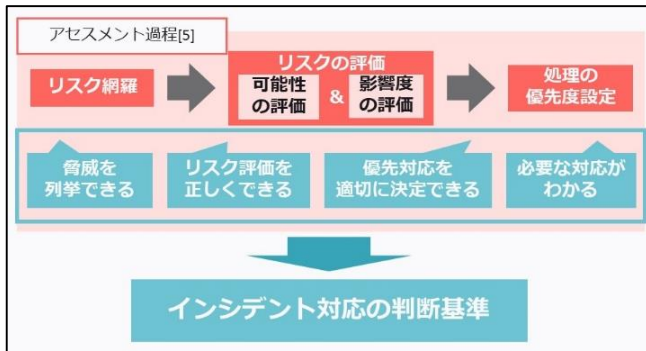 アセスメント過程[5]
リスク網羅
リスクの評価
可能性
の評価
&
影響度
の評価
処理の
優先度設定
脅威を
列挙できる
リスク評価を
正しくできる
優先対応を
適切に決定できる
必要な対応が
わかる
インシデント対応の判断基準